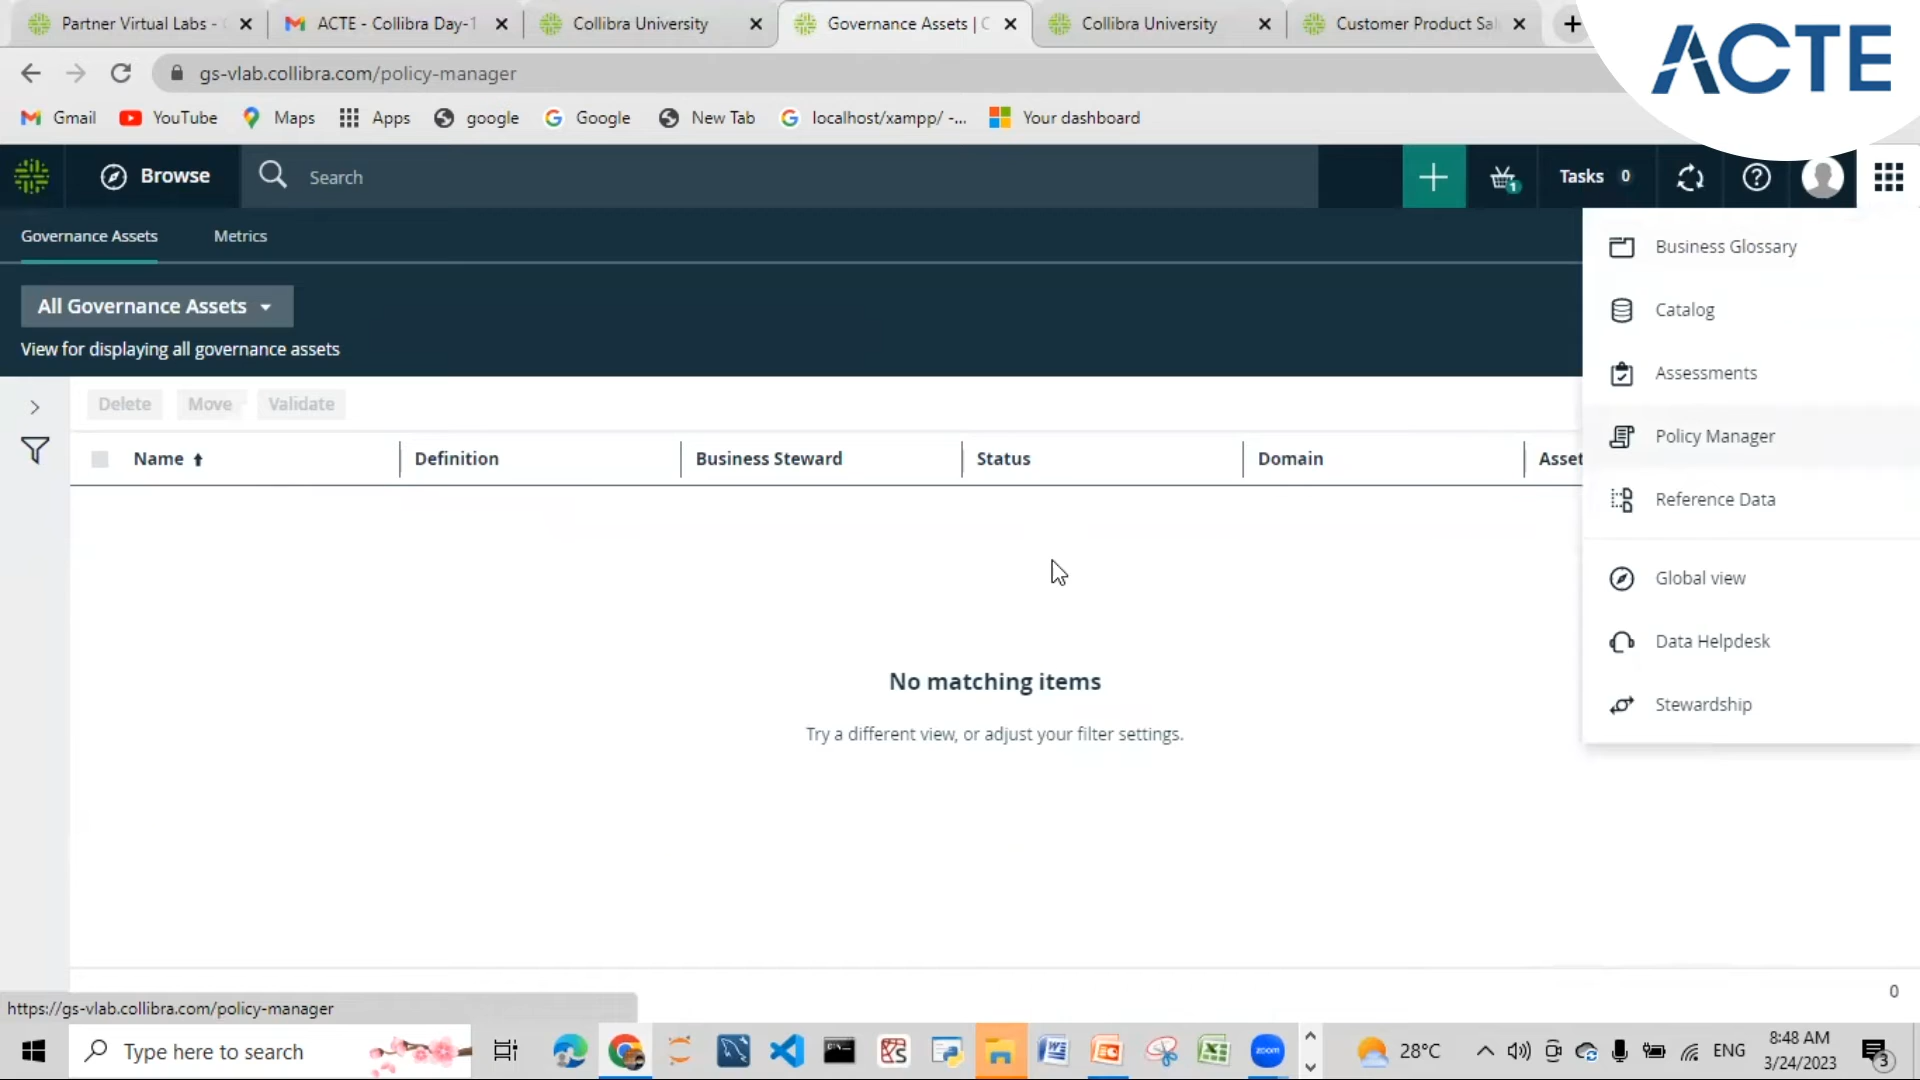 Partner Virtual Labs -
ACTE - Collibra Day-1
Collibra University
Governance Assets | C
Collibra University
Customer Product Sal
ACTE
gs-vlab.collibra.com/policy-manager
Gmail
YouTube
Maps
Apps
google
Google
New Tab
localhost/xampp/ -...
Your dashboard
Browse
Search
1
Tasks 0
Governance Assets
Metrics
Business Glossary
All Governance Assets
Catalog
View for displaying all governance assets
Assessments
Delete
Move
Validate
Policy Manager
Name
Definition
Business Steward
Status
Domain
Asset
Reference Data
Global view
Data Helpdesk
No matching items
Stewardship
Try a different view, or adjust your filter settings.
0
https://gs-vlab.collibra.com/policy-manager
Type here to search
zoom
28°C
ENG
8:48 AM
3/24/2023
3